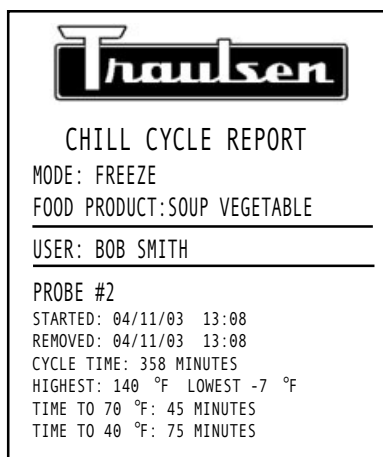 Traulsen
CHILL CYCLE REPORT
MODE: FREEZE
FOOD PRODUCT:SOUP VEGETABLE
USER: BOB SMITH
PROBE #2
STARTED: 04/11/03 13:08
REMOVED: 04/11/03 13:08
CYCLE TIME: 358 MINUTES
HIGHEST: 140 °F LOWEST -7 °F
TIME TO 70 °F: 45 MINUTES
TIME TO 40 °F: 75 MINUTES